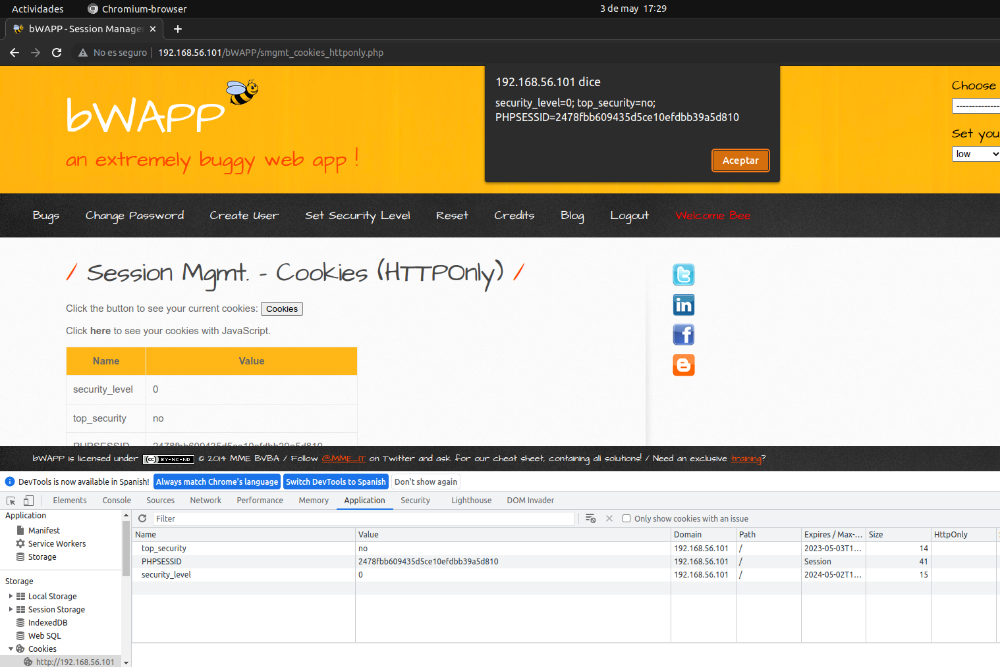 Actividades
Chromium-browser
3 de may 17:29
bWAPP - Session Manage
192.168.56.101/bWAPP/smgmt_cookies_httponly.php
No es seguro
192.168.56.101 dice
security_level=0; top_security=no;
PHPSESSID=2478fbb609435d5ce10efdbb39a5d810
Aceptar
bWAPP
an extremely buggy web app !
Choose
--------------
Set you
low
Bugs Change Password Create User Set Security Level Reset Credits Blog Logout Welcome Bee
/ Session Mgmt. - Cookies (HTTPOnly) /
Click the button to see your current cookies: Cookies
Click here to see your cookies with JavaScript.
Name Value
security_level 0
top_security no
PHPSESSID 2478fbb609435d5ce10efdbb39a5d810
bWAPP is licensed under (cc) BY-NC-ND © 2014 MME BVBA / Follow @MME_IT on Twitter and ask for our cheat sheet, containing all solutions! / Need an exclusive training?
DevTools is now available in Spanish! Always match Chrome's language Switch DevTools to Spanish Don't show again
Elements Console Sources Network Performance Memory Application Security Lighthouse DOM Invader
Application
Manifest
Service Workers
Storage
Storage
Local Storage
Session Storage
IndexedDB
Web SQL
Cookies
http://192.168.56.101
Filter
Only show cookies with an issue
Name Value Domain Path Expires / Max-... Size HttpOnly
top_security no 192.168.56.101 / 2023-05-03T1... 14
PHPSESSID 2478fbb609435d5ce10efdbb39a5d810 192.168.56.101 / Session 41
security_level 0 192.168.56.101 / 2024-05-02T1... 15